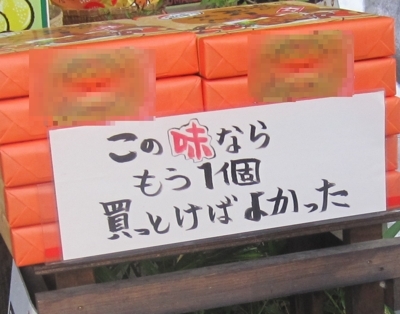 この味なら
もう1個
買っとけばよかった